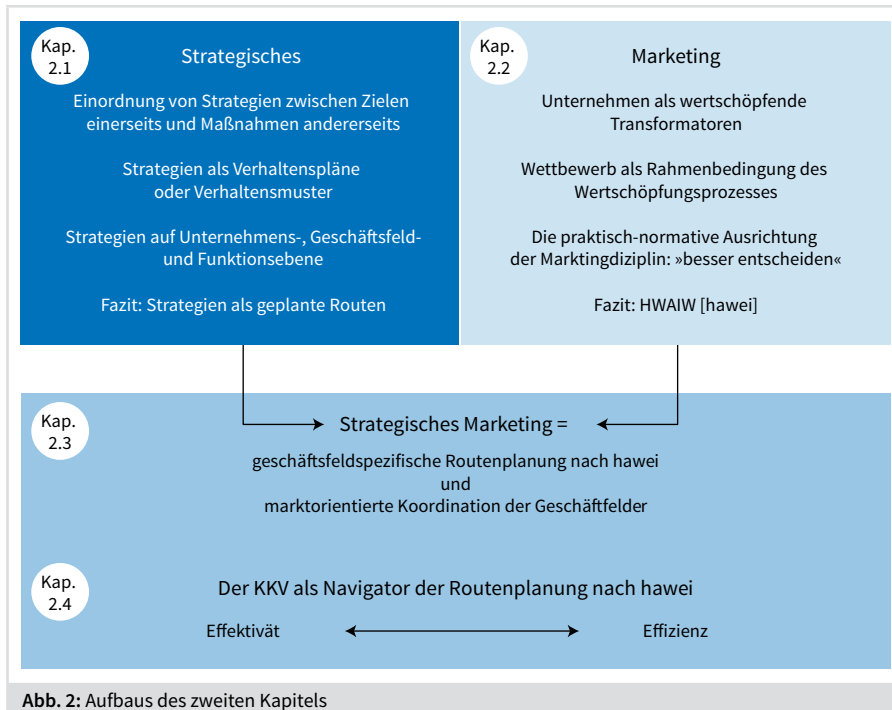 Kap.
2.1
Strategisches
Einordnung von Strategien zwischen Zielen
einerseits und Maßnahmen andererseits
Strategien als Verhaltenspläne
oder Verhaltensmuster
Strategien auf Unternehmens-, Geschäftsfeld-
und Funktionsebene
Fazit: Strategien als geplante Routen
Kap.
2.2
Marketing
Unternehmen als wertschöpfende
Transformatoren
Wettbewerb als Rahmenbedingung des
Wertschöpfungsprozesses
Die praktisch-normative Ausrichtung
der Marktingdiziplin: »besser entscheiden«
Fazit: HWAIW [hawei]
Kap.
2.3
Strategisches Marketing =
geschäftsfeldspezifische Routenplanung nach hawei
und
marktorientierte Koordination der Geschäftfelder
Kap.
2.4
Der KKV als Navigator der Routenplanung nach hawei
Effektivät
Effizienz
Abb. 2: Aufbau des zweiten Kapitels